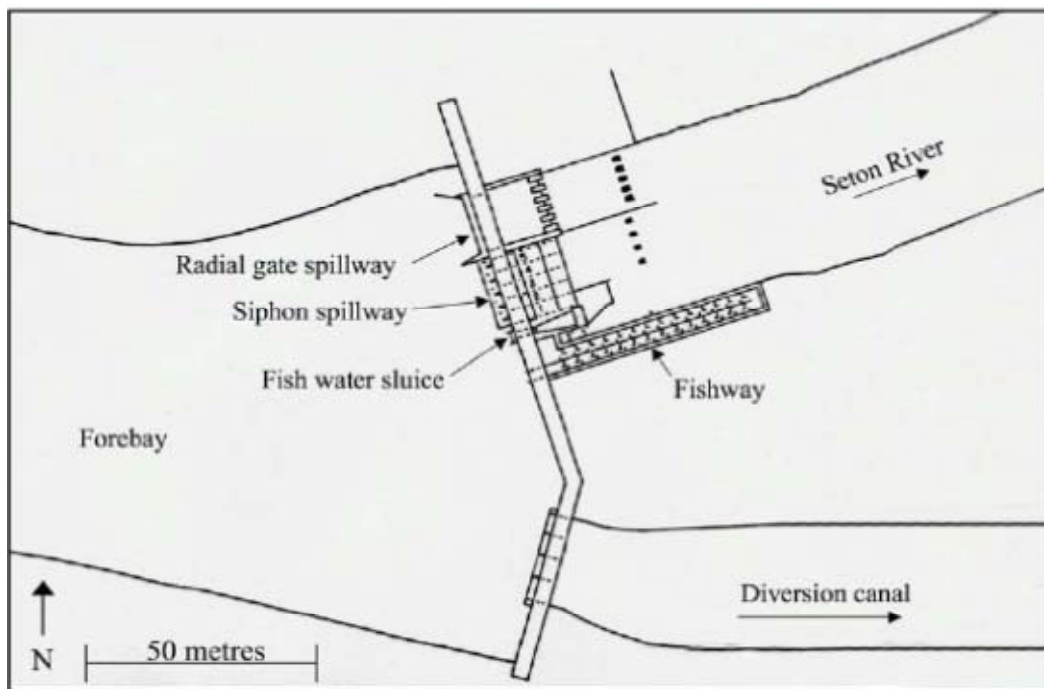 Seton River
Radial gate spillway
Siphon spillway
Fish water sluice
Fishway
Forebay
Diversion canal
N
50 metres